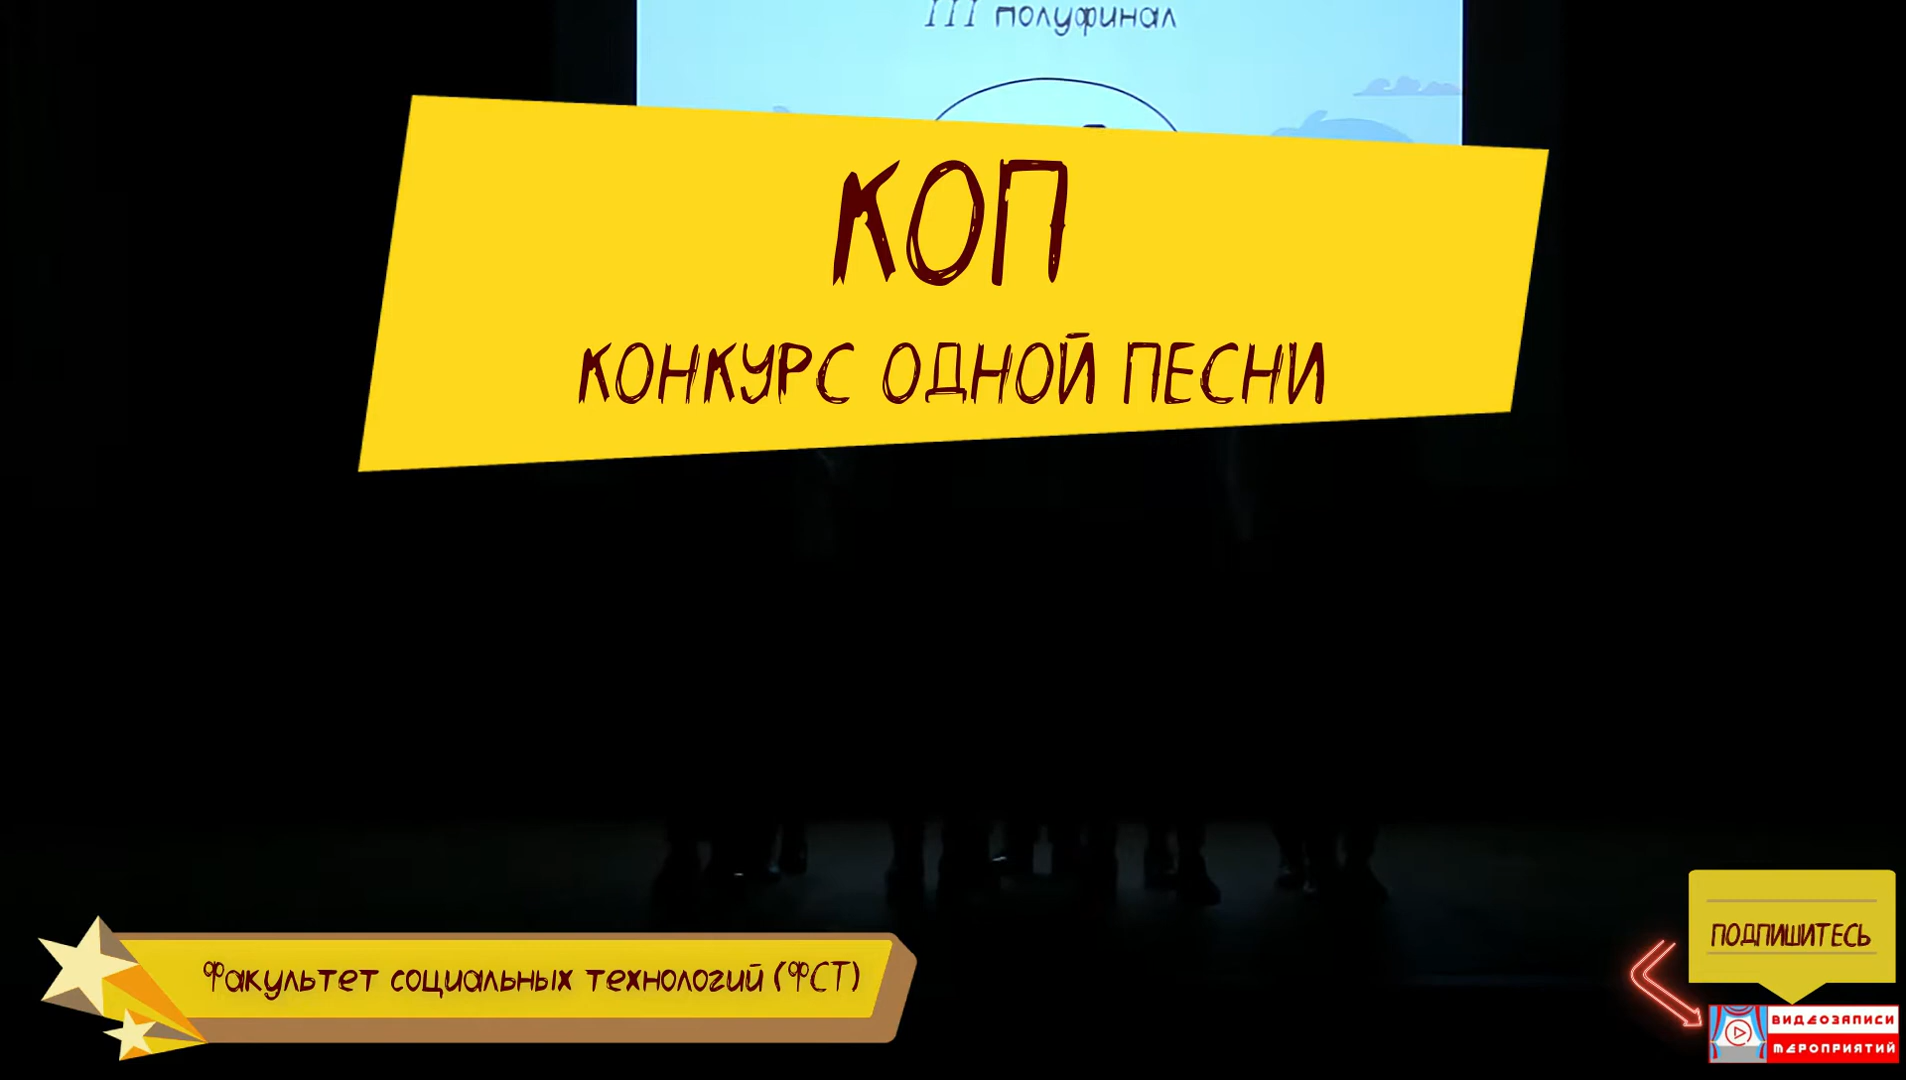 III полуфинал
КОП
КОНКУРС ОДНОЙ ПЕСНИ
Факультет социальных технологий (ФСТ)
ПОДПИШИТЕСЬ
ВИДЕОЗАПИСИ
МЕРОПРИЯТИЙ